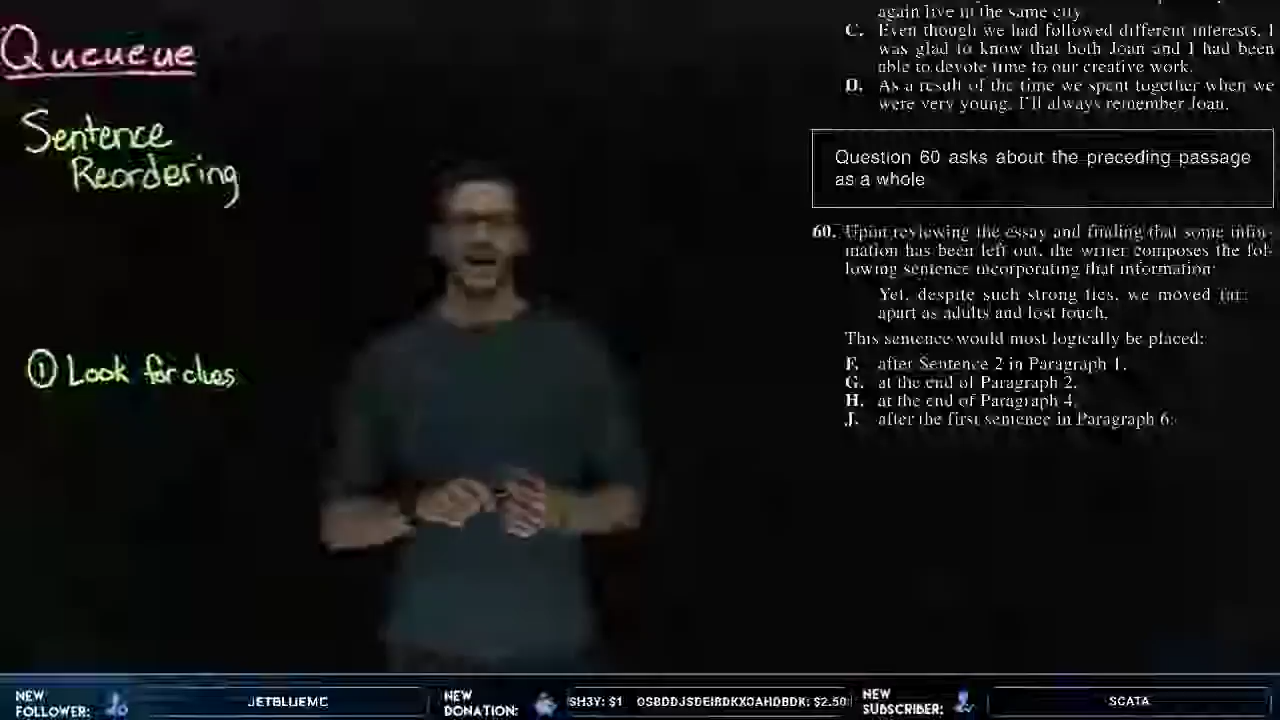 Queueue
Sentence
Reordering
① Look for clues
again live in the same city
C. Even though we had followed different interests, I
was glad to know that both Joan and I had been
able to devote time to our creative work.
D. As a result of the time we spent together when we
were very young, I'll always remember Joan.
Question 60 asks about the preceding passage
as a whole
60. Upon reviewing the essay and finding that some infor-
mation has been left out, the writer composes the fol-
lowing sentence incorporating that information:
Yet, despite such strong ties, we moved far
apart as adults and lost touch.
This sentence would most logically be placed:
F. after Sentence 2 in Paragraph 1.
G. at the end of Paragraph 2.
H. at the end of Paragraph 4.
J. after the first sentence in Paragraph 6.
NEW
FOLLOWER:
JETBLUEMC
NEW
DONATION:
SH3Y: $1 OSBDDJSDEIRDKXOAHDBDK: $2.50
NEW
SUBSCRIBER:
SCATA